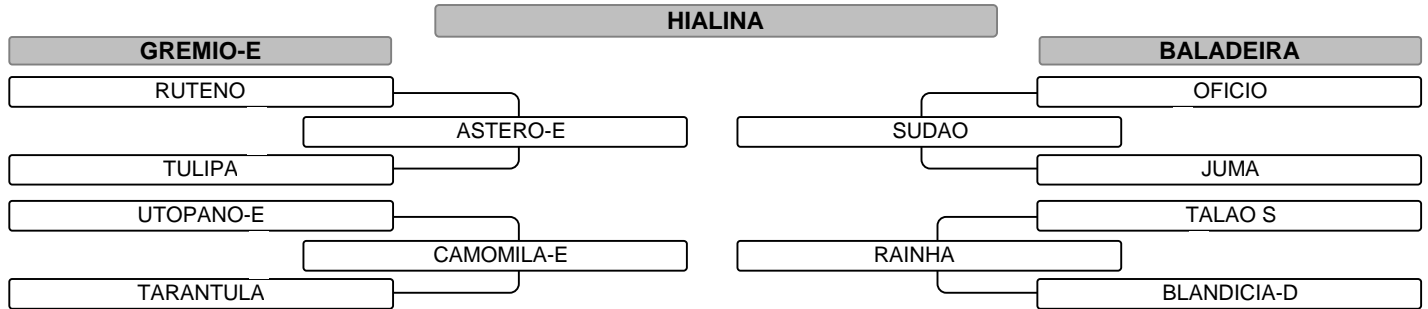 HIALINA
GREMIO-E BALADEIRA
RUTENO OFICIO
ASTERO-E SUDAO
TULIPA JUMA
UTOPANO-E TALAO S
CAMOMILA-E RAINHA
TARANTULA BLANDICIA-D